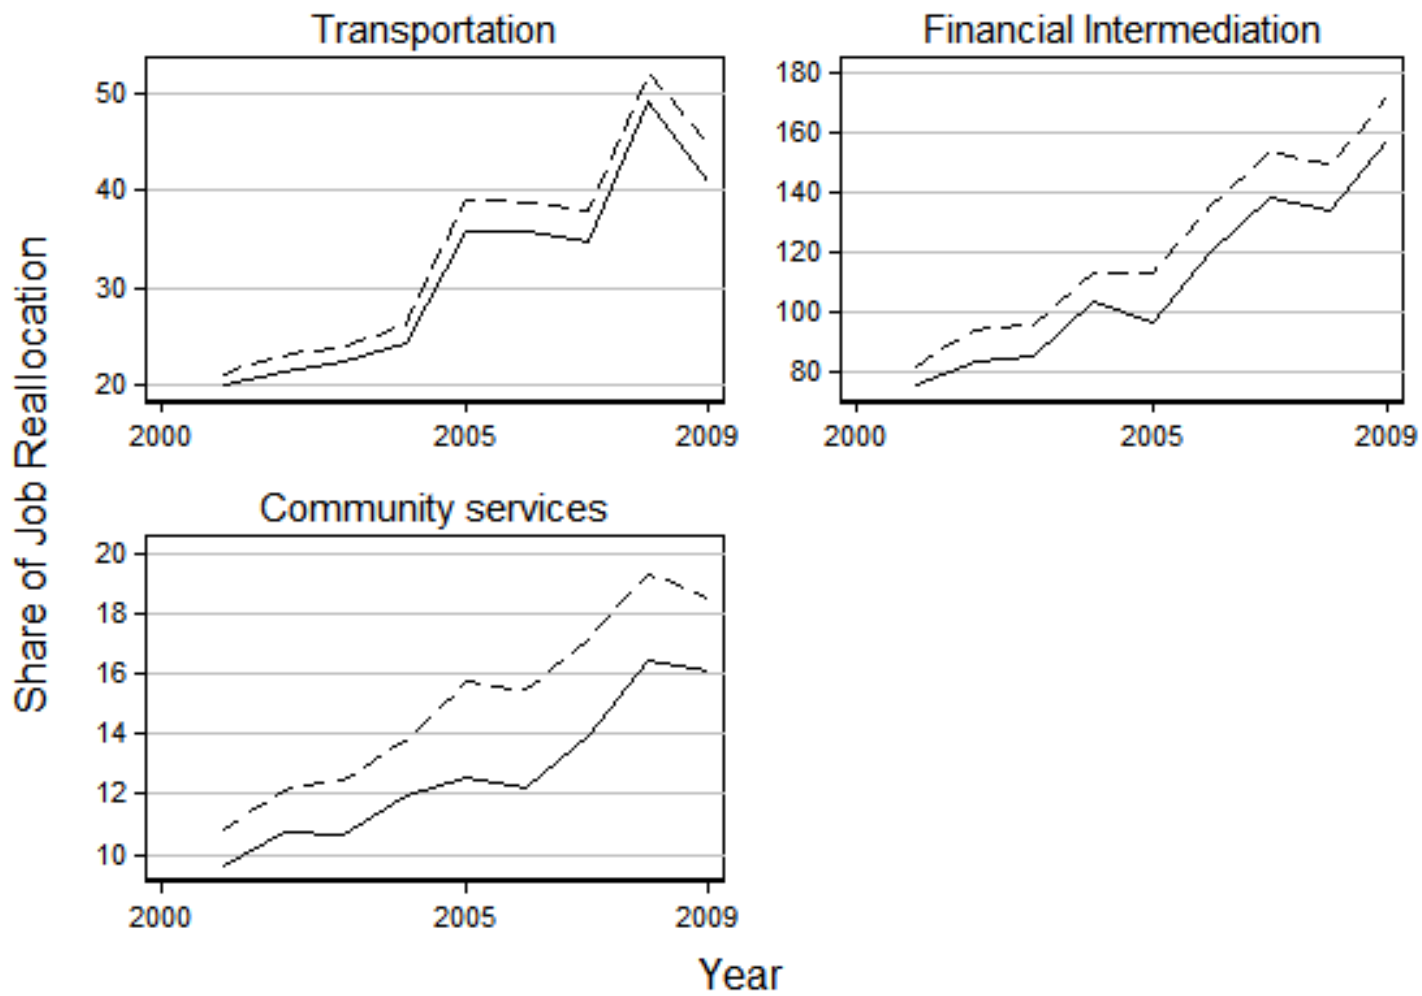 Transportation
50
40
30
20
2000 2005 2009
Financial Intermediation
180
160
140
120
100
80
2000 2005 2009
Community services
20
18
16
14
12
10
2000 2005 2009
Share of Job Reallocation
Year